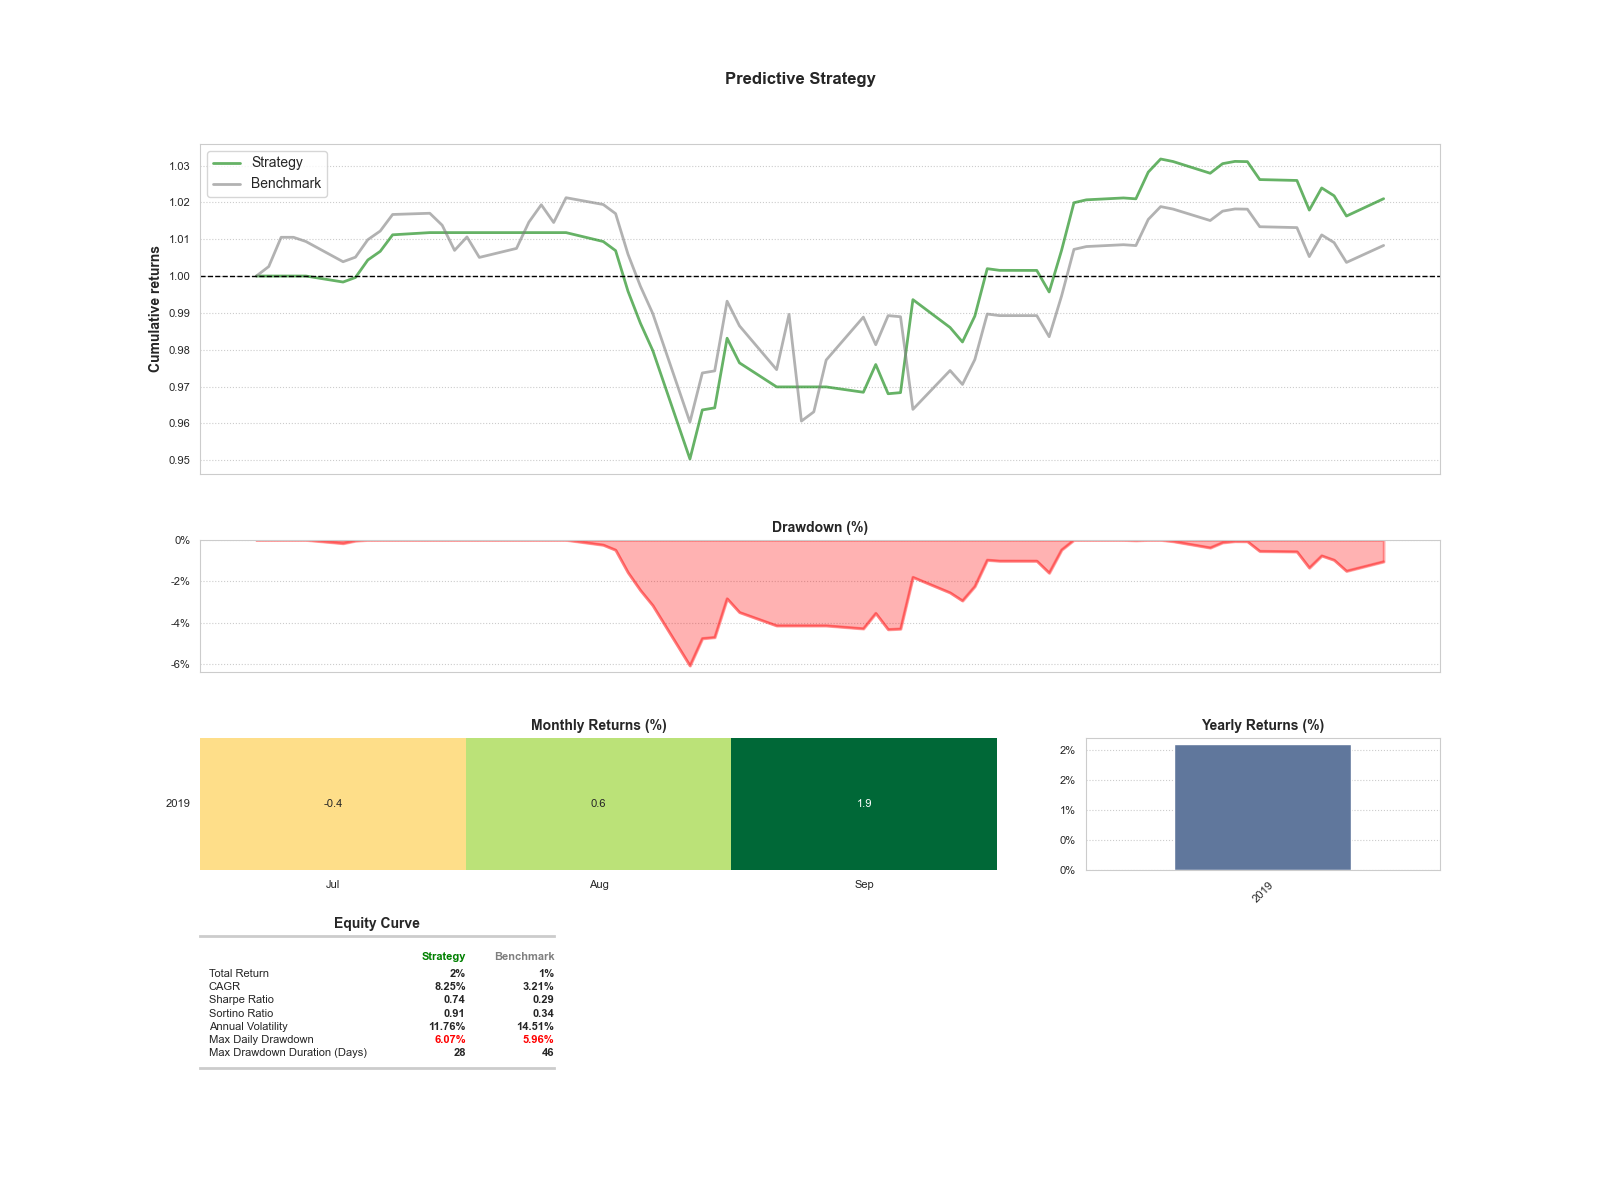 Predictive Strategy
Strategy
Benchmark
Cumulative returns
1.03
1.02
1.01
1.00
0.99
0.98
0.97
0.96
0.95
Drawdown (%)
0%
-2%
-4%
-6%
Monthly Returns (%)
2019
-0.4 0.6 1.9
Jul Aug Sep
Yearly Returns (%)
2%
2%
1%
0%
0%
2019
Equity Curve
Strategy Benchmark
Total Return 2% 1%
CAGR 8.25% 3.21%
Sharpe Ratio 0.74 0.29
Sortino Ratio 0.91 0.34
Annual Volatility 11.76% 14.51%
Max Daily Drawdown 6.07% 5.96%
Max Drawdown Duration (Days) 28 46